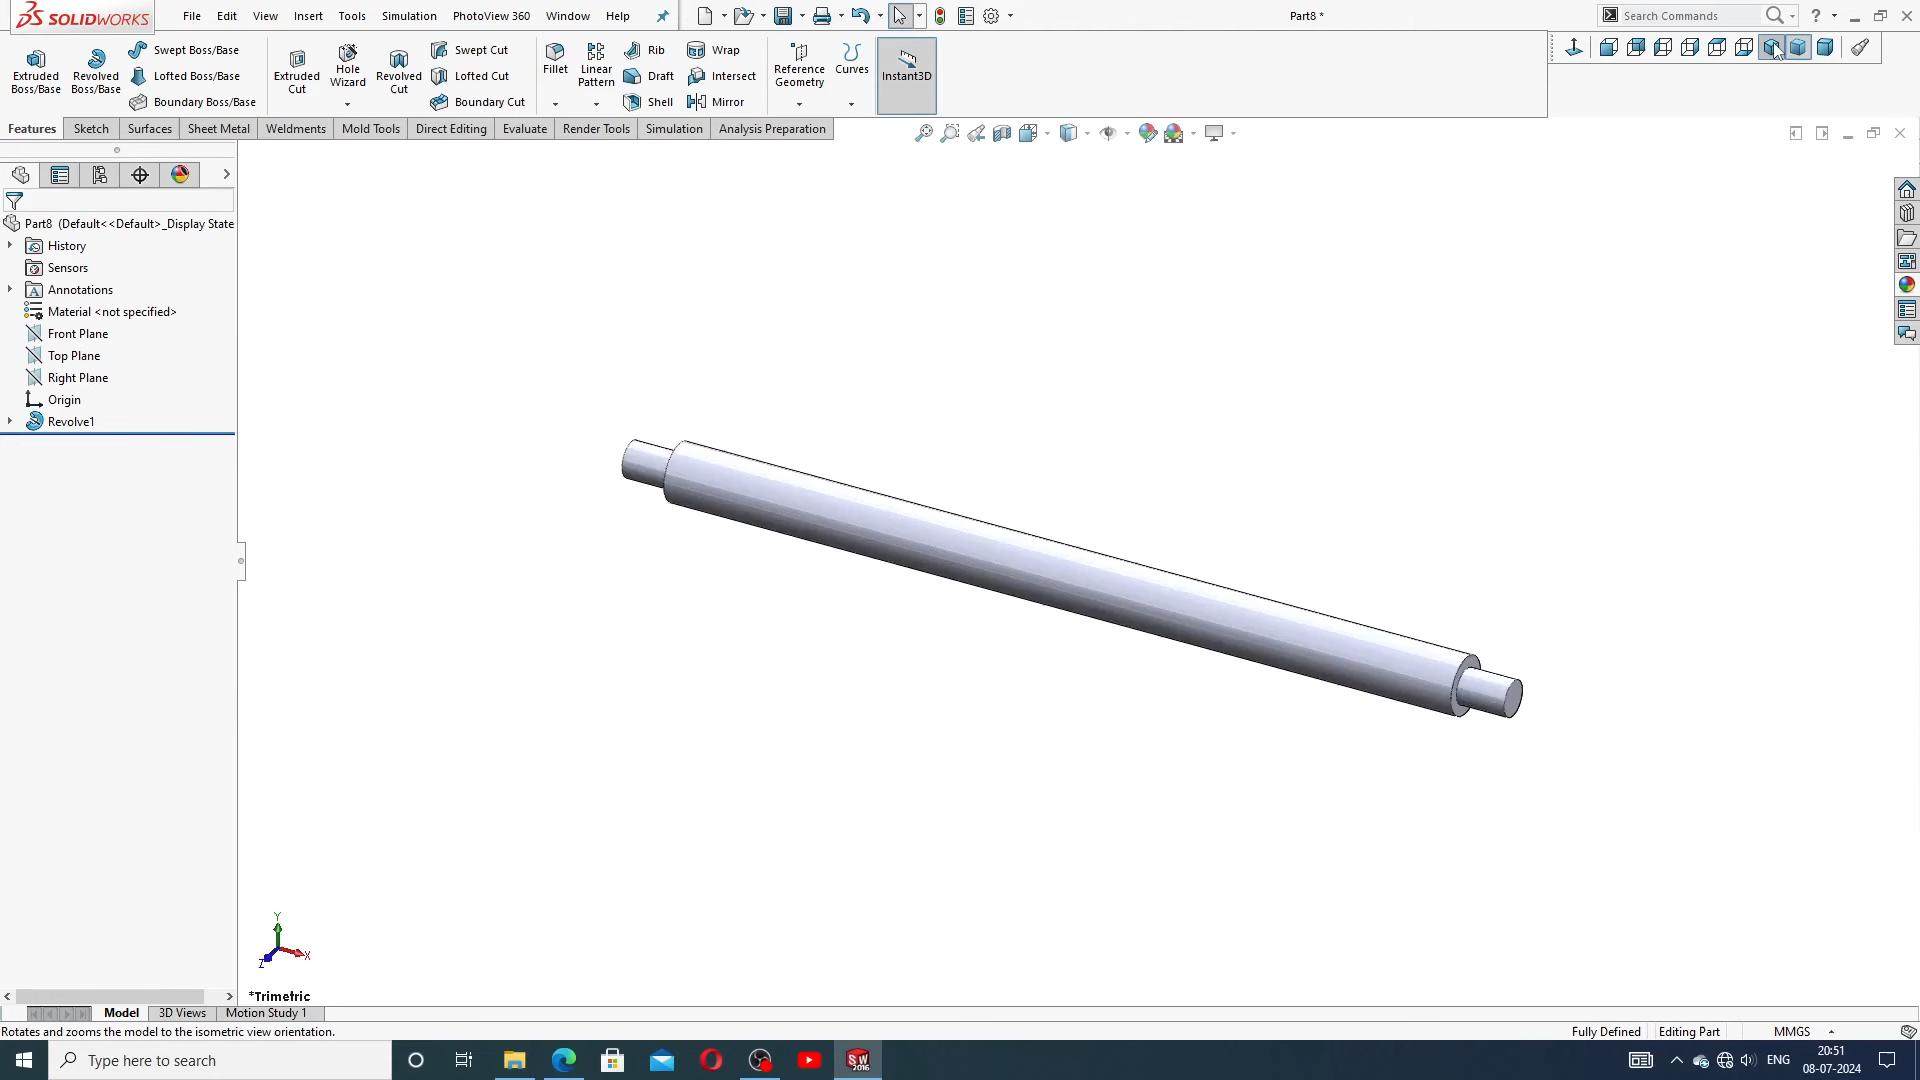 SOLIDWORKS File Edit View Insert Tools Simulation PhotoView 360 Window Help Part8 * Search Commands ?
Extruded Boss/Base
Revolved Boss/Base
Swept Boss/Base
Lofted Boss/Base
Boundary Boss/Base
Extruded Cut
Hole Wizard
Revolved Cut
Swept Cut
Lofted Cut
Boundary Cut
Fillet
Linear Pattern
Rib
Draft
Shell
Wrap
Intersect
Mirror
Reference Geometry
Curves
Instant3D
Features Sketch Surfaces Sheet Metal Weldments Mold Tools Direct Editing Evaluate Render Tools Simulation Analysis Preparation
Part8 (Default<<Default>_Display State
History
Sensors
A Annotations
Material <not specified>
Front Plane
Top Plane
Right Plane
Origin
Revolve1
Y
X
Z
*Trimetric
Model 3D Views Motion Study 1
Rotates and zooms the model to the isometric view orientation. Fully Defined Editing Part MMGS
Type here to search
SW
2016
ENG
20:51
08-07-2024